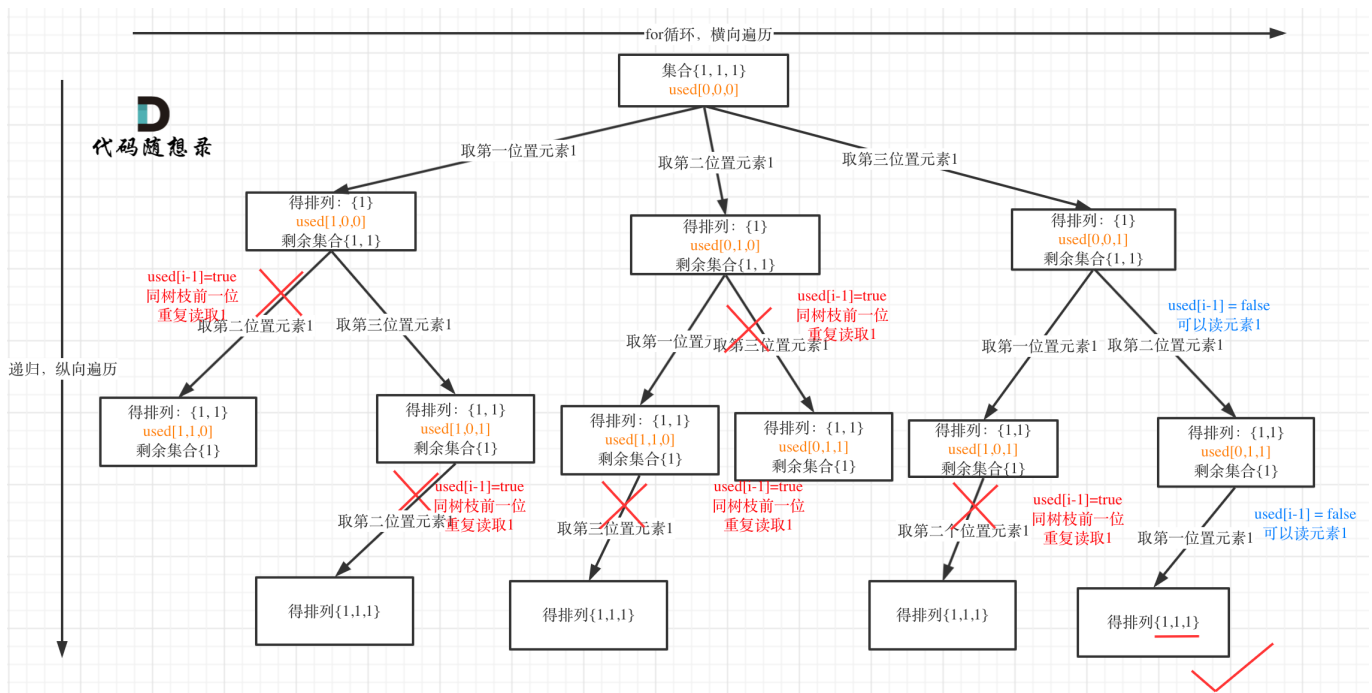 for循环，横向遍历
集合{1, 1, 1}
used[0,0,0]
代码随想录
取第一位置元素1
取第二位置元素1
取第三位置元素1
得排列：{1}
used[1,0,0]
剩余集合{1, 1}
得排列：{1}
used[0,1,0]
剩余集合{1, 1}
得排列：{1}
used[0,0,1]
剩余集合{1, 1}
used[i-1]=true
同树枝前一位
重复读取1
取第二位置元素1
取第三位置元素1
used[i-1]=true
同树枝前一位
重复读取1
取第一位置元
取第三位置元素1
used[i-1] = false
可以读元素1
取第一位置元素1
取第二位置元素1
递归，纵向遍历
得排列：{1, 1}
used[1,1,0]
剩余集合{1}
得排列：{1, 1}
used[1,0,1]
剩余集合{1}
得排列：{1, 1}
used[1,1,0]
剩余集合{1}
得排列：{1, 1}
used[0,1,1]
剩余集合{1}
得排列：{1,1}
used[1,0,1]
剩余集合{1}
得排列：{1,1}
used[0,1,1]
剩余集合{1}
used[i-1]=true
同树枝前一位
重复读取1
取第二位置元素1
used[i-1]=true
同树枝前一位
重复读取1
取第三位置元素1
used[i-1]=true
同树枝前一位
重复读取1
取第二个位置元素1
used[i-1] = false
可以读元素1
取第一位置元素1
得排列{1,1,1}
得排列{1,1,1}
得排列{1,1,1}
得排列{1,1,1}